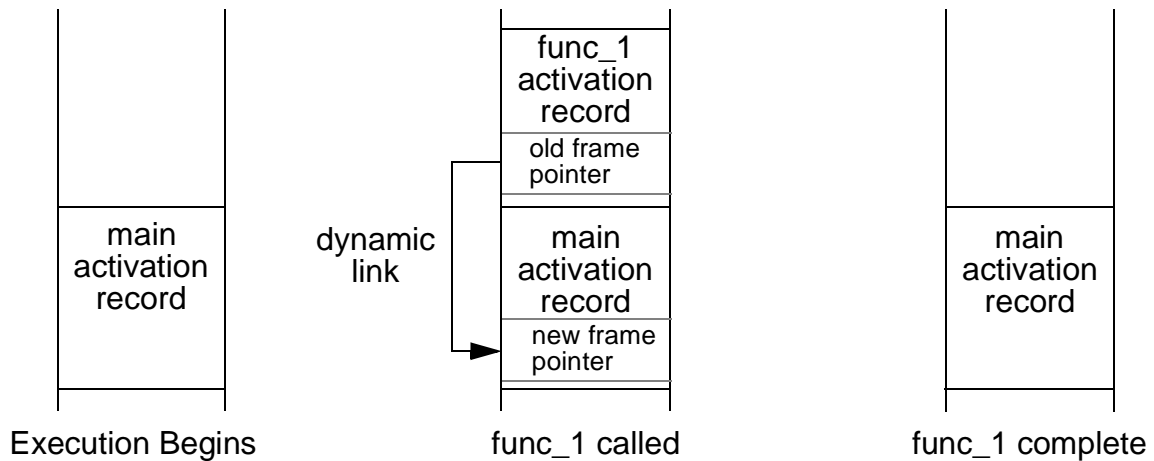 func_1
activation
record
old frame
pointer
main
activation
record
dynamic
link
main
activation
record
new frame
pointer
main
activation
record
Execution Begins
func_1 called
func_1 complete